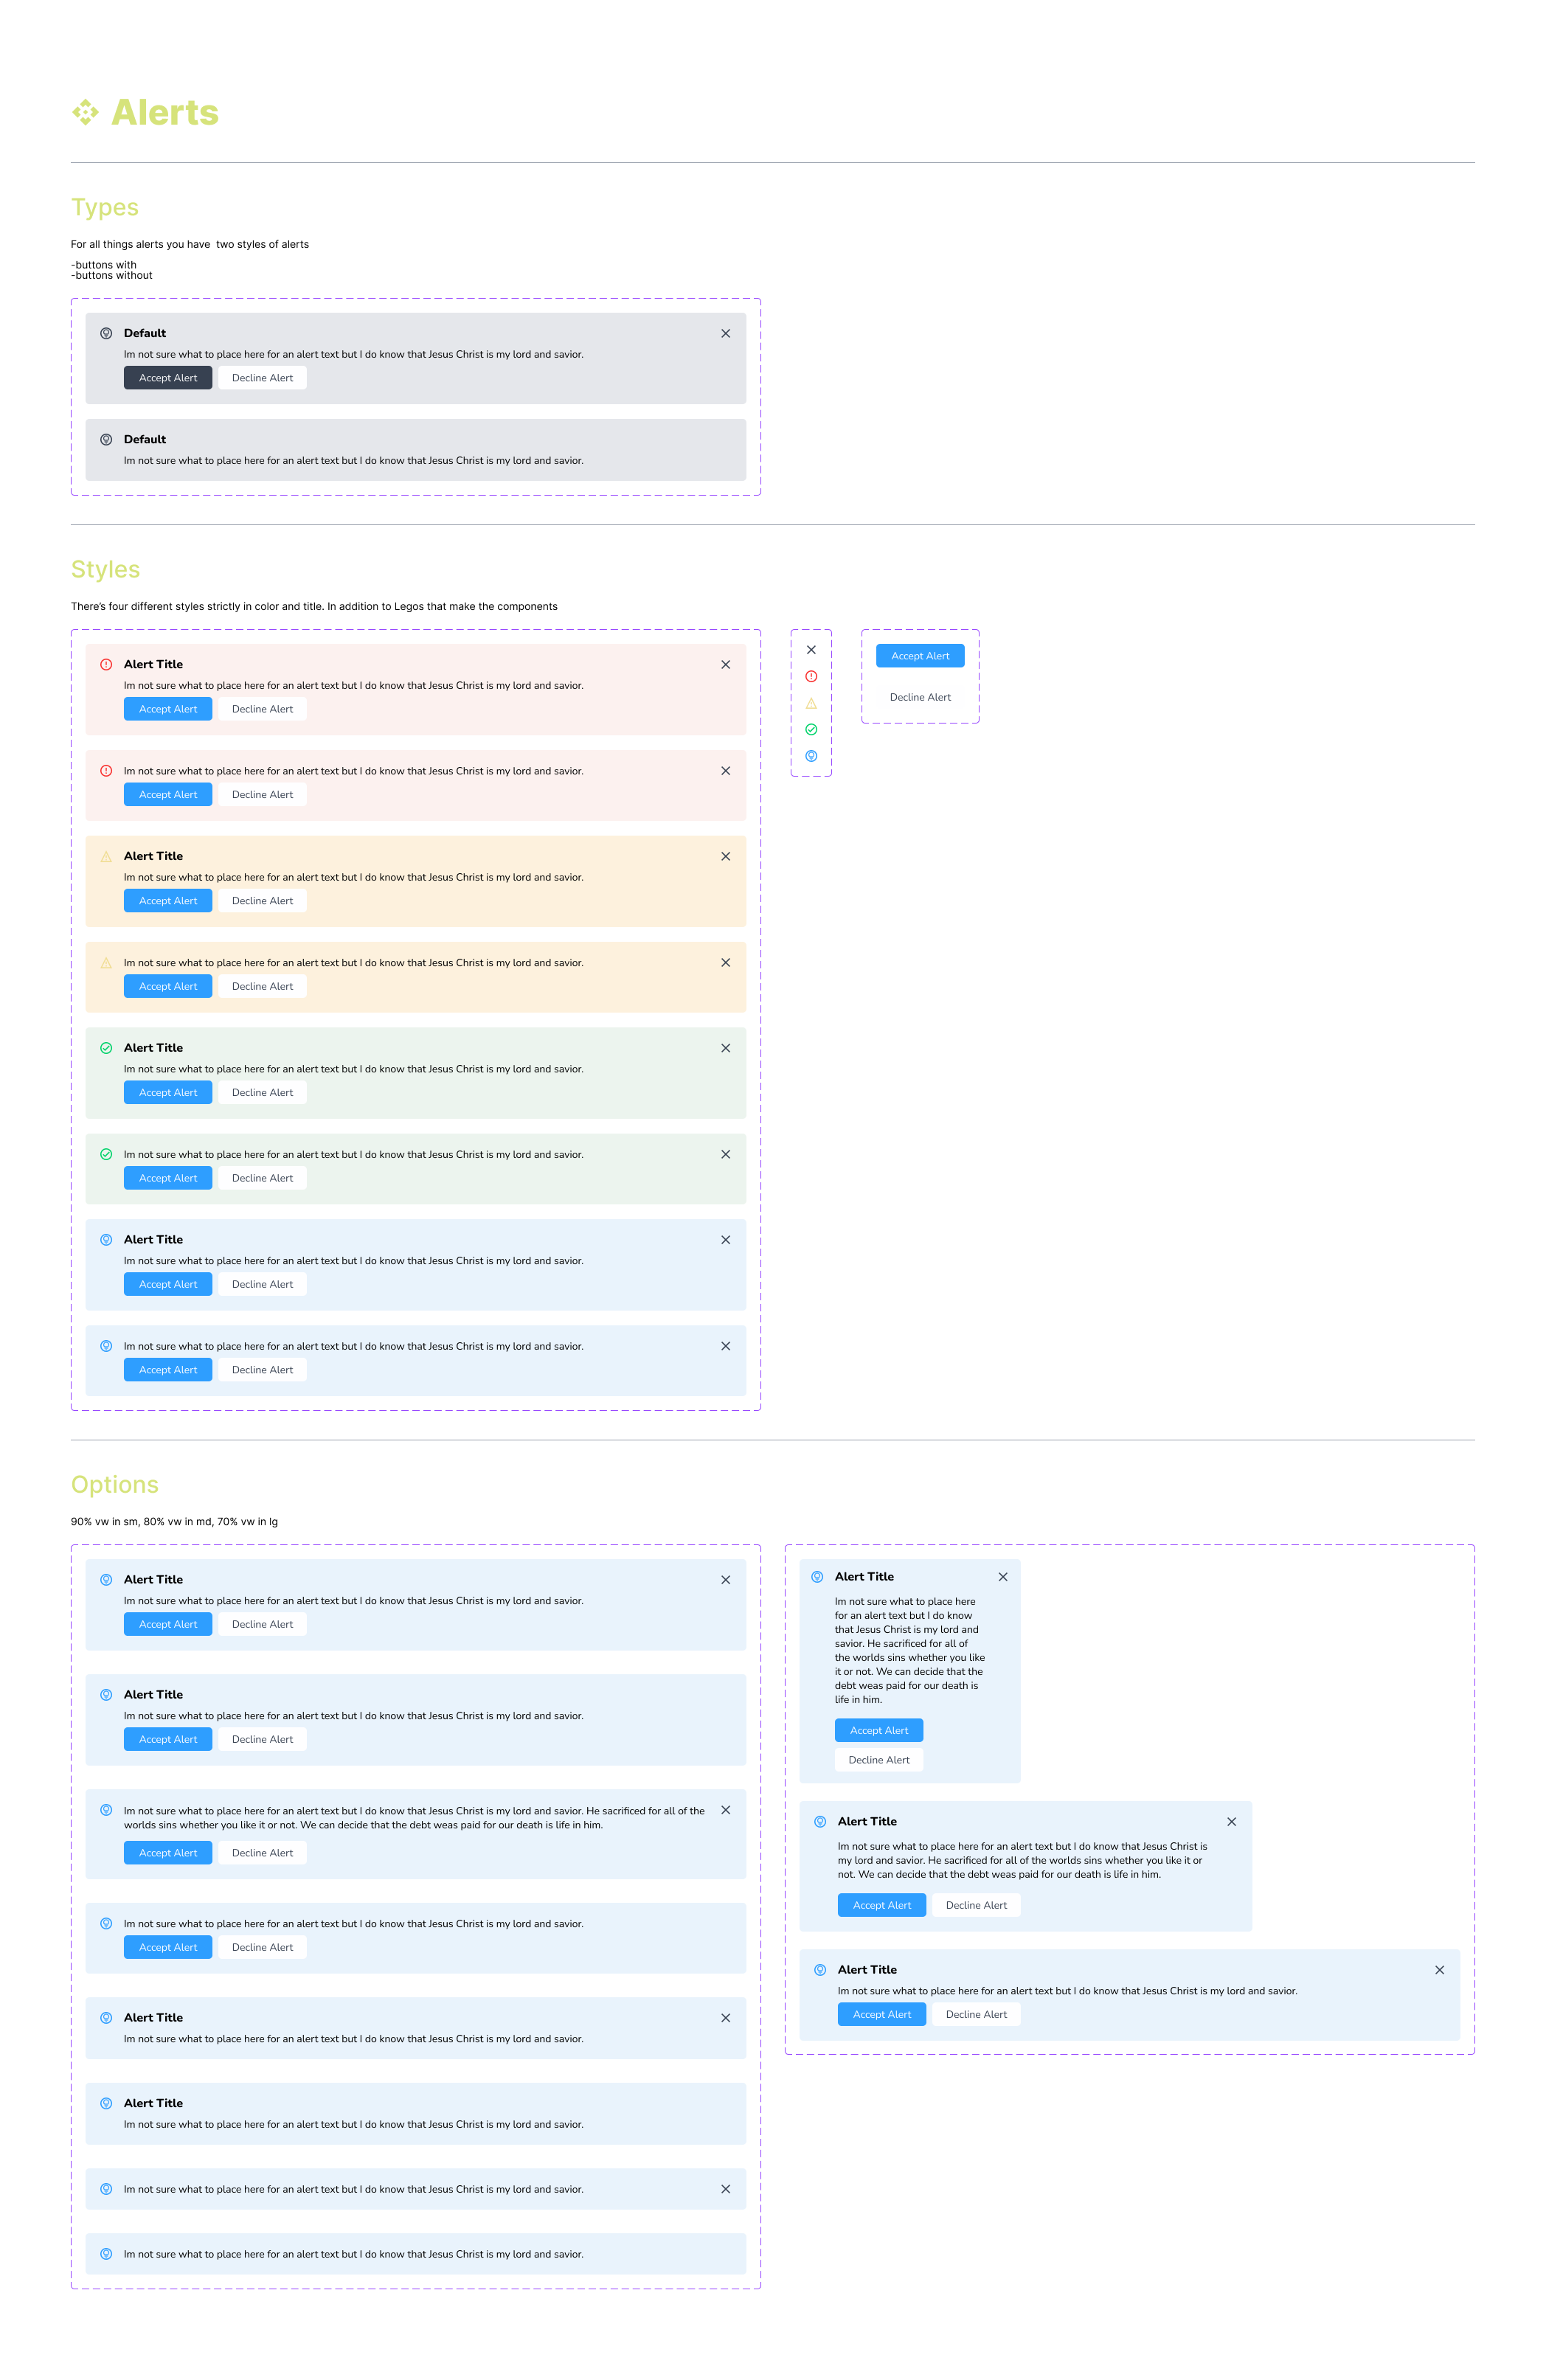 Alerts
Types
For all things alerts you have  two styles of alerts
-buttons with
-buttons without
Default
Im not sure what to place here for an alert text but I do know that Jesus Christ is my lord and savior.
Accept Alert
Decline Alert
Default
Im not sure what to place here for an alert text but I do know that Jesus Christ is my lord and savior.
Styles
There's four different styles strictly in color and title. In addition to Legos that make the components
Alert Title
Im not sure what to place here for an alert text but I do know that Jesus Christ is my lord and savior.
Accept Alert
Decline Alert
Im not sure what to place here for an alert text but I do know that Jesus Christ is my lord and savior.
Accept Alert
Decline Alert
Alert Title
Im not sure what to place here for an alert text but I do know that Jesus Christ is my lord and savior.
Accept Alert
Decline Alert
Im not sure what to place here for an alert text but I do know that Jesus Christ is my lord and savior.
Accept Alert
Decline Alert
Alert Title
Im not sure what to place here for an alert text but I do know that Jesus Christ is my lord and savior.
Accept Alert
Decline Alert
Im not sure what to place here for an alert text but I do know that Jesus Christ is my lord and savior.
Accept Alert
Decline Alert
Alert Title
Im not sure what to place here for an alert text but I do know that Jesus Christ is my lord and savior.
Accept Alert
Decline Alert
Im not sure what to place here for an alert text but I do know that Jesus Christ is my lord and savior.
Accept Alert
Decline Alert
Accept Alert
Decline Alert
Options
90% vw in sm, 80% vw in md, 70% vw in lg
Alert Title
Im not sure what to place here for an alert text but I do know that Jesus Christ is my lord and savior.
Accept Alert
Decline Alert
Alert Title
Im not sure what to place here for an alert text but I do know that Jesus Christ is my lord and savior.
Accept Alert
Decline Alert
Im not sure what to place here for an alert text but I do know that Jesus Christ is my lord and savior. He sacrificed for all of the
worlds sins whether you like it or not. We can decide that the debt weas paid for our death is life in him.
Accept Alert
Decline Alert
Im not sure what to place here for an alert text but I do know that Jesus Christ is my lord and savior.
Accept Alert
Decline Alert
Alert Title
Im not sure what to place here for an alert text but I do know that Jesus Christ is my lord and savior.
Alert Title
Im not sure what to place here for an alert text but I do know that Jesus Christ is my lord and savior.
Im not sure what to place here for an alert text but I do know that Jesus Christ is my lord and savior.
Im not sure what to place here for an alert text but I do know that Jesus Christ is my lord and savior.
Alert Title
Im not sure what to place here
for an alert text but I do know
that Jesus Christ is my lord and
savior. He sacrificed for all of
the worlds sins whether you like
it or not. We can decide that the
debt weas paid for our death is
life in him.
Accept Alert
Decline Alert
Alert Title
Im not sure what to place here for an alert text but I do know that Jesus Christ is
my lord and savior. He sacrificed for all of the worlds sins whether you like it or
not. We can decide that the debt weas paid for our death is life in him.
Accept Alert
Decline Alert
Alert Title
Im not sure what to place here for an alert text but I do know that Jesus Christ is my lord and savior.
Accept Alert
Decline Alert